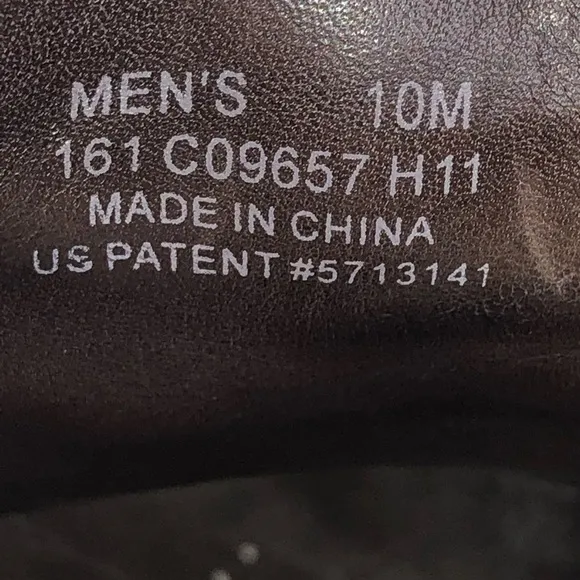 MEN'S 10M
161 C09657 H11
MADE IN CHINA
US PATENT #5713141